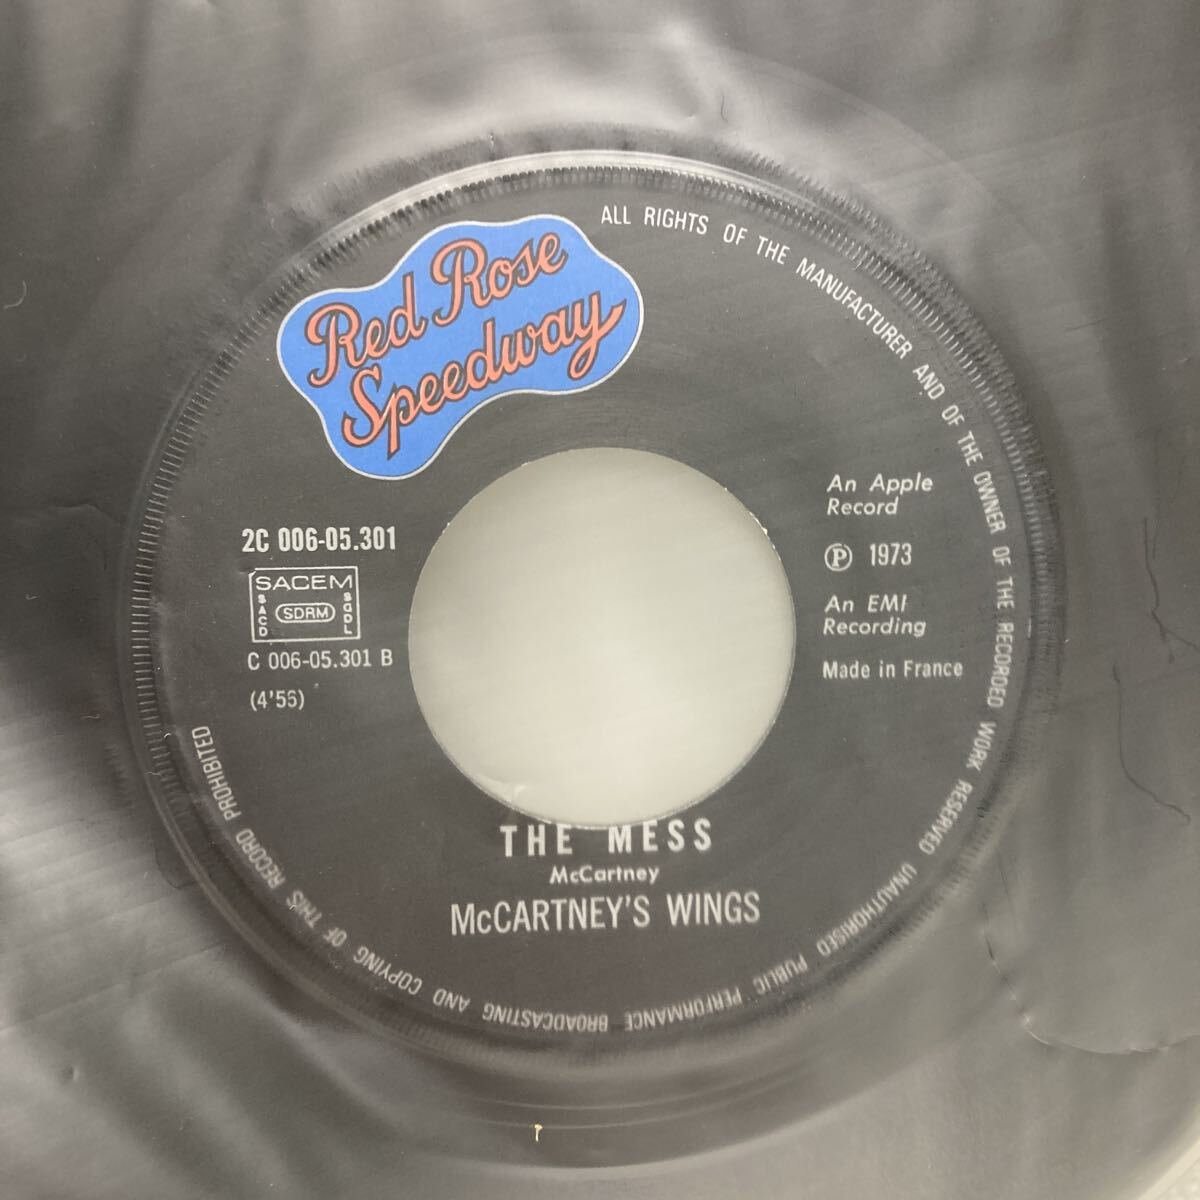 Red Rose
Speedway
ALL RIGHTS OF THE MANUFACTURER AND OF THE OWNER OF THE RECORDED WORK RESERVED UNAUTHORISED PUBLIC PERFORMANCE BROADCASTING AND COPYING OF THIS RECORD PROHIBITED
2C 006-05.301
SACEM
SACD
SDRM
SGDL
C 006-05.301 B
(4'56)
An Apple
Record
℗ 1973
An EMI
Recording
Made in France
THE MESS
McCartney
McCARTNEY'S WINGS